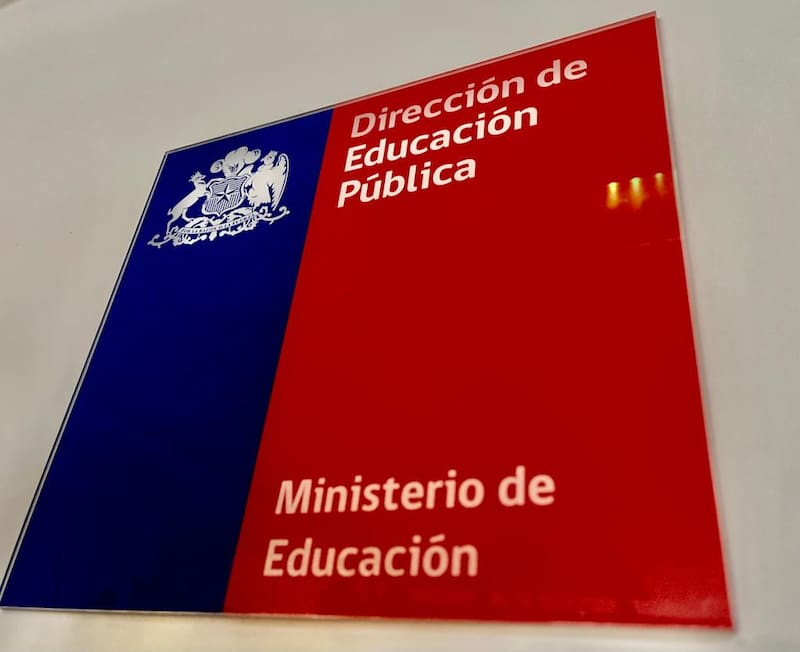 Dirección de
Educación
Pública
Ministerio de
Educación